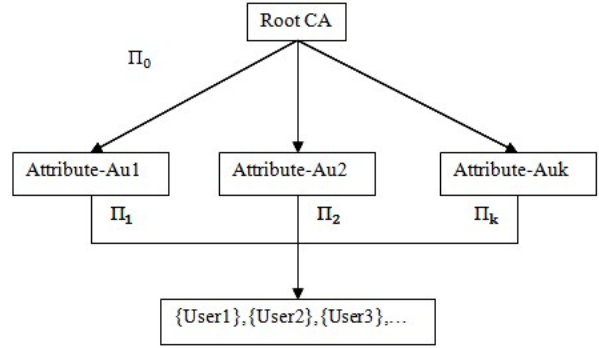 Root CA
Π0
Attribute-Au1
Attribute-Au2
Attribute-Auk
Π1
Π2
Πk
{User1},{User2},{User3},...